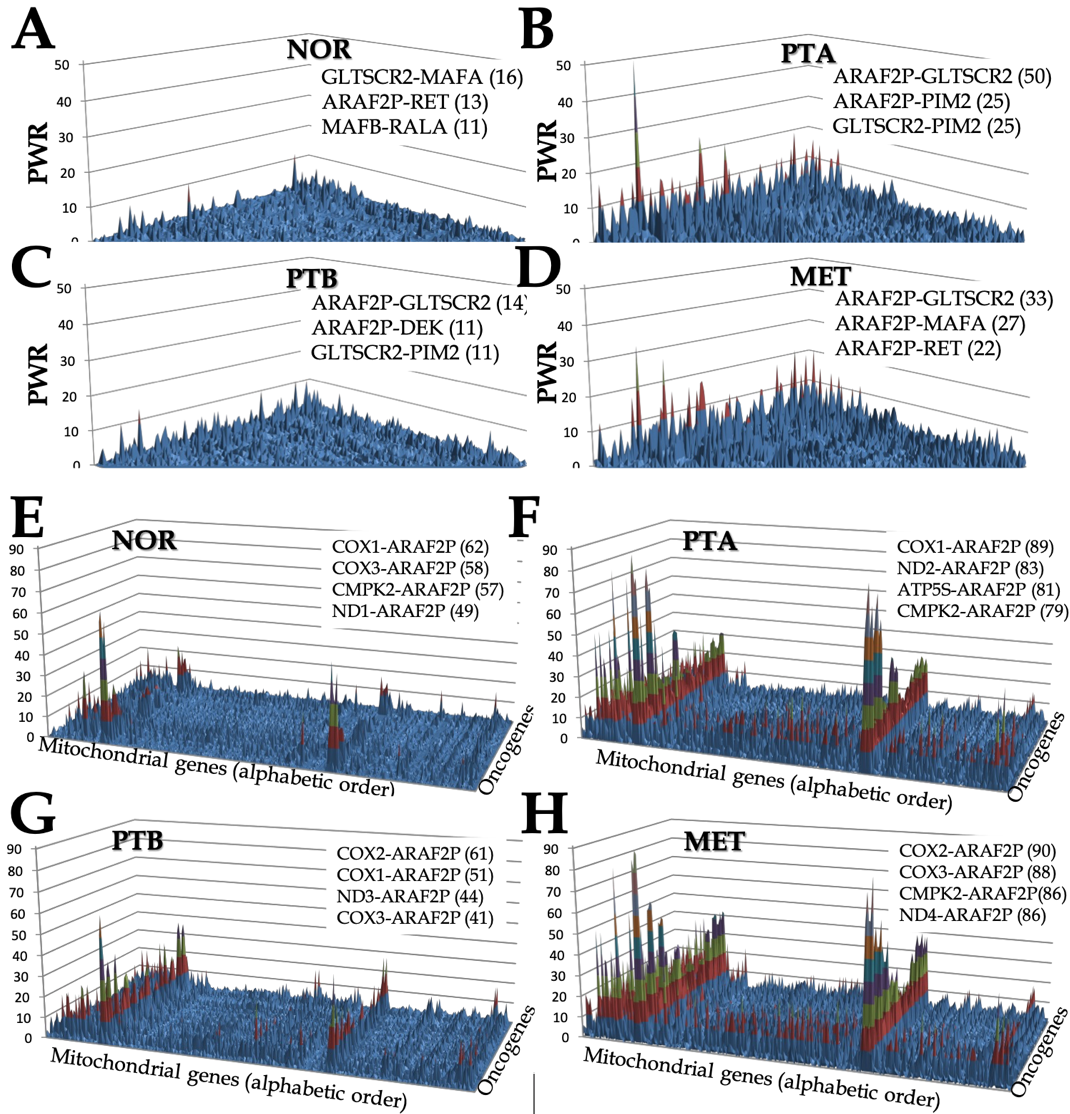 A
NOR
GLTSCR2-MAFA (16)
ARAF2P-RET (13)
MAFB-RALA (11)
PWR
50
40
30
20
10
0
B
PTA
ARAF2P-GLTSCR2 (50)
ARAF2P-PIM2 (25)
GLTSCR2-PIM2 (25)
PWR
50
40
30
20
10
0
C
PTB
ARAF2P-GLTSCR2 (14)
ARAF2P-DEK (11)
GLTSCR2-PIM2 (11)
PWR
50
40
30
20
10
0
D
MET
ARAF2P-GLTSCR2 (33)
ARAF2P-MAFA (27)
ARAF2P-RET (22)
PWR
50
40
30
20
10
0
E
NOR
COX1-ARAF2P (62)
COX3-ARAF2P (58)
CMPK2-ARAF2P (57)
ND1-ARAF2P (49)
90
80
70
60
50
40
30
20
10
0
Mitochondrial genes (alphabetic order)
Oncogenes
F
PTA
COX1-ARAF2P (89)
ND2-ARAF2P (83)
ATP5S-ARAF2P (81)
CMPK2-ARAF2P (79)
90
80
70
60
50
40
30
20
10
0
Mitochondrial genes (alphabetic order)
Oncogenes
G
PTB
COX2-ARAF2P (61)
COX1-ARAF2P (51)
ND3-ARAF2P (44)
COX3-ARAF2P (41)
90
80
70
60
50
40
30
20
10
0
Mitochondrial genes (alphabetic order)
Oncogenes
H
MET
COX2-ARAF2P (90)
COX3-ARAF2P (88)
CMPK2-ARAF2P(86)
ND4-ARAF2P (86)
90
80
70
60
50
40
30
20
10
0
Mitochondrial genes (alphabetic order)
Oncogenes